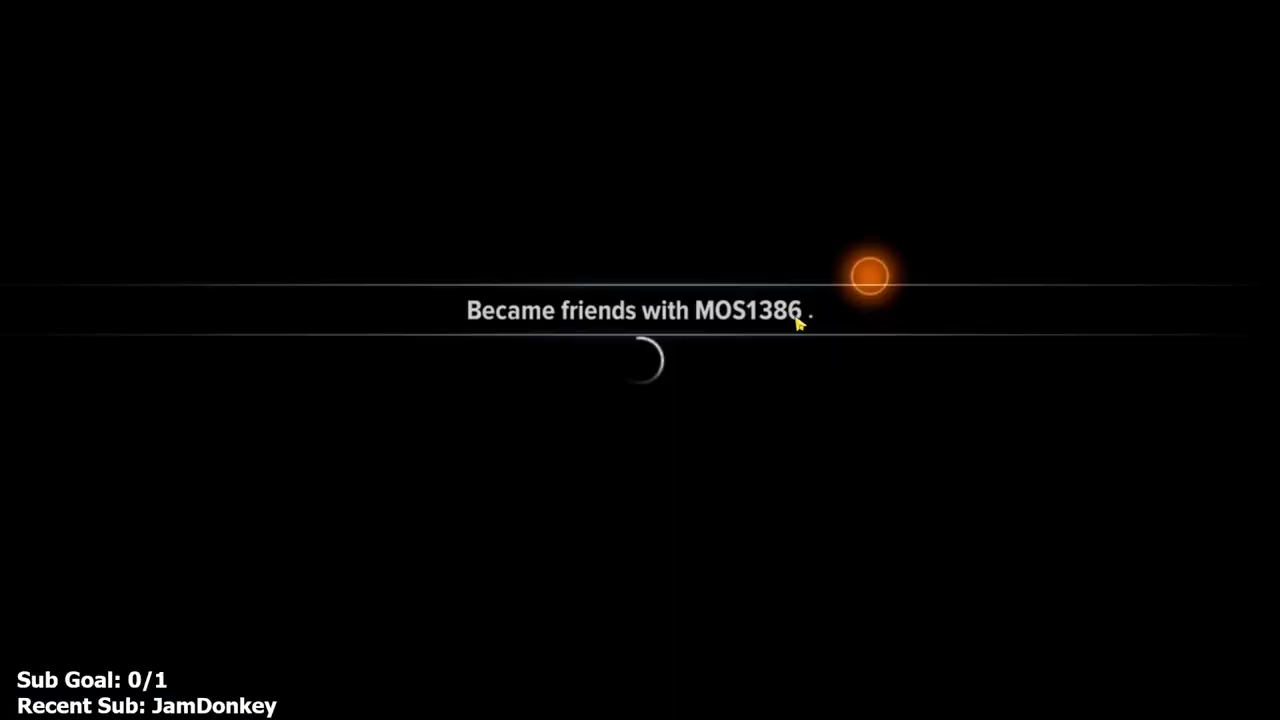 Became friends with MOS1386 .
Sub Goal: 0/1
Recent Sub: JamDonkey